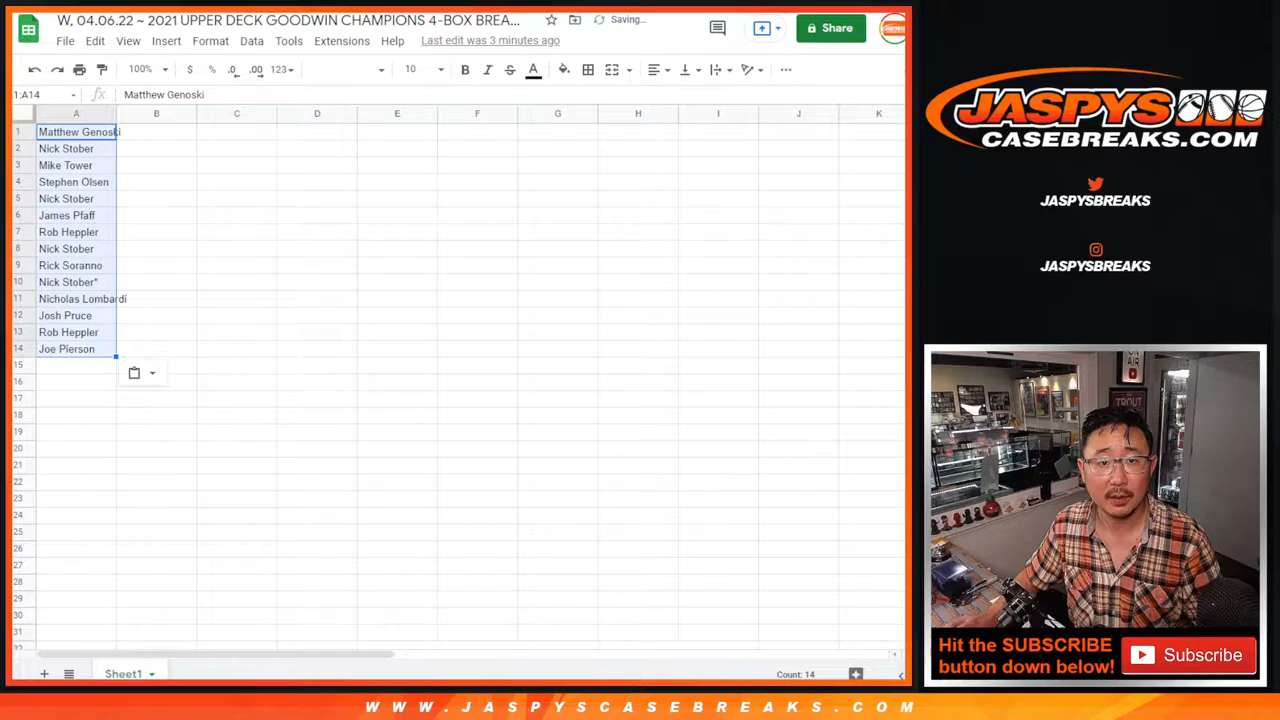 W, 04.06.22 ~ 2021 UPPER DECK GOODWIN CHAMPIONS 4-BOX BREA...
Saving...
File Edit View Insert Format Data Tools Extensions Help Last edit was 3 minutes ago
Share
100% $ % .0 .00 123 10 B I S A
1:A14 fx Matthew Genoski
A B C D E F G H I J K
1 Matthew Genoski
2 Nick Stober
3 Mike Tower
4 Stephen Olsen
5 Nick Stober
6 James Pfaff
7 Rob Heppler
8 Nick Stober
9 Rick Soranno
10 Nick Stober*
11 Nicholas Lombardi
12 Josh Pruce
13 Rob Heppler
14 Joe Pierson
15
16
17
18
19
20
21
22
23
24
25
26
27
28
29
30
31
32
Sheet1
Count: 14
JASPYS
CASEBREAKS.COM
JASPYSBREAKS
JASPYSBREAKS
ON
AIR
TROUT
Hit the SUBSCRIBE
button down below!
Subscribe
WWW.JASPYSCASEBREAKS.COM